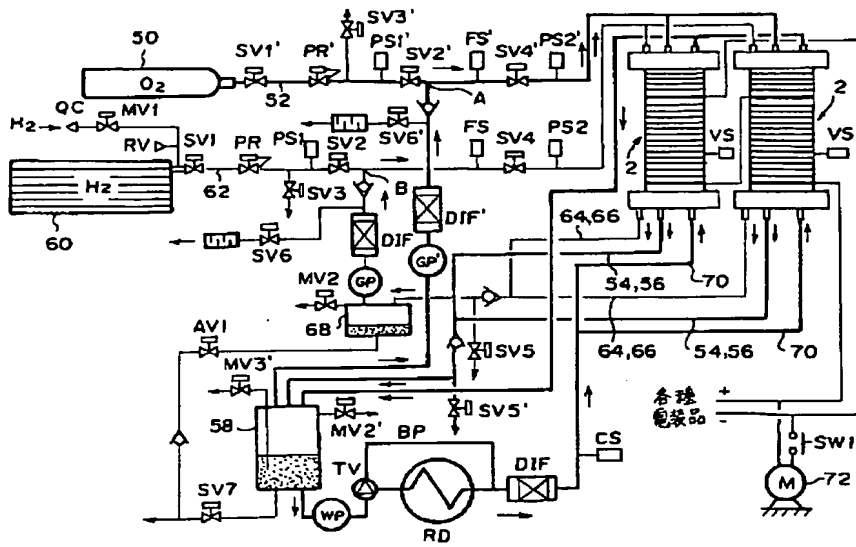 50
SV3'
SV1'
PR'
PS1'
SV2'
FS'
SV4'
PS2'
O2
52
A
QC
MV1
H2
SV6'
RV
SV1
PR
PS1
SV2
FS
SV4
PS2
2
2
VS
VS
H2
62
SV3
B
60
DIF
DIF'
SV6
GP
GP'
64,66
MV2
54,56
70
68
AV1
SV5
64,66
54,56
70
MV3'
58
MV2'
SV5'
各種
電装品
+
-
BP
CS
SW1
TV
DIF
SV7
WP
RD
M
72